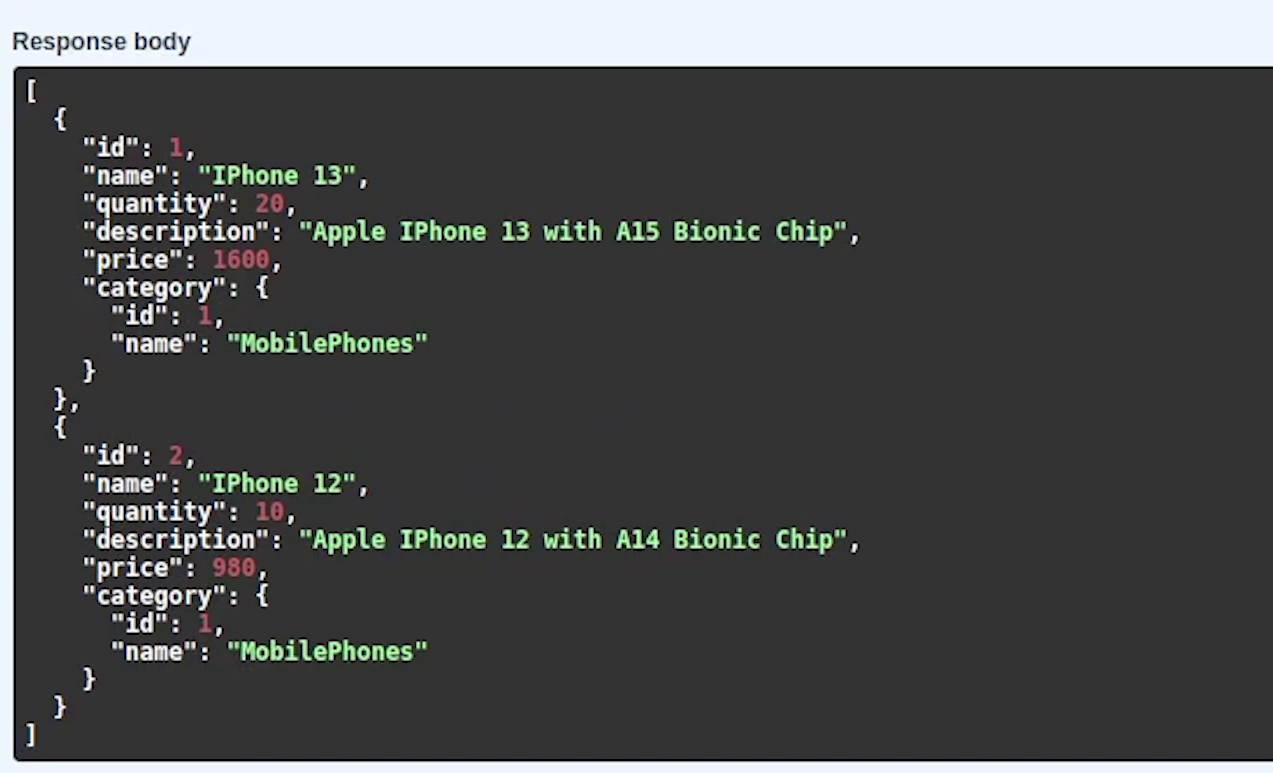 Response body
[
  {
    "id": 1,
    "name": "IPhone 13",
    "quantity": 20,
    "description": "Apple IPhone 13 with A15 Bionic Chip",
    "price": 1600,
    "category": {
      "id": 1,
      "name": "MobilePhones"
    }
  },
  {
    "id": 2,
    "name": "IPhone 12",
    "quantity": 10,
    "description": "Apple IPhone 12 with A14 Bionic Chip",
    "price": 980,
    "category": {
      "id": 1,
      "name": "MobilePhones"
    }
  }
]